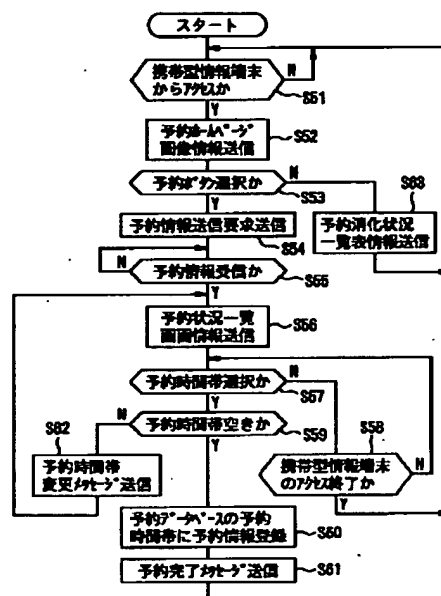 スタート
携帯型情報端末
からアクセスか
N
S51
Y
予約ホームページ
画像情報送信
S52
予約ボタン選択か
N
S53
Y
予約情報送信要求送信
S54
S63
予約消化状況
一覧表情報送信
N
予約情報受信か
S55
Y
予約状況一覧
画面情報送信
S56
予約時間帯選択か
N
S57
Y
N
予約時間帯空きか
S59
Y
S62
予約時間帯
変更メッセージ送信
S58
携帯型情報端末
のアクセス終了か
N
Y
予約データベースの予約
時間帯に予約情報登録
S60
予約完了メッセージ送信
S61